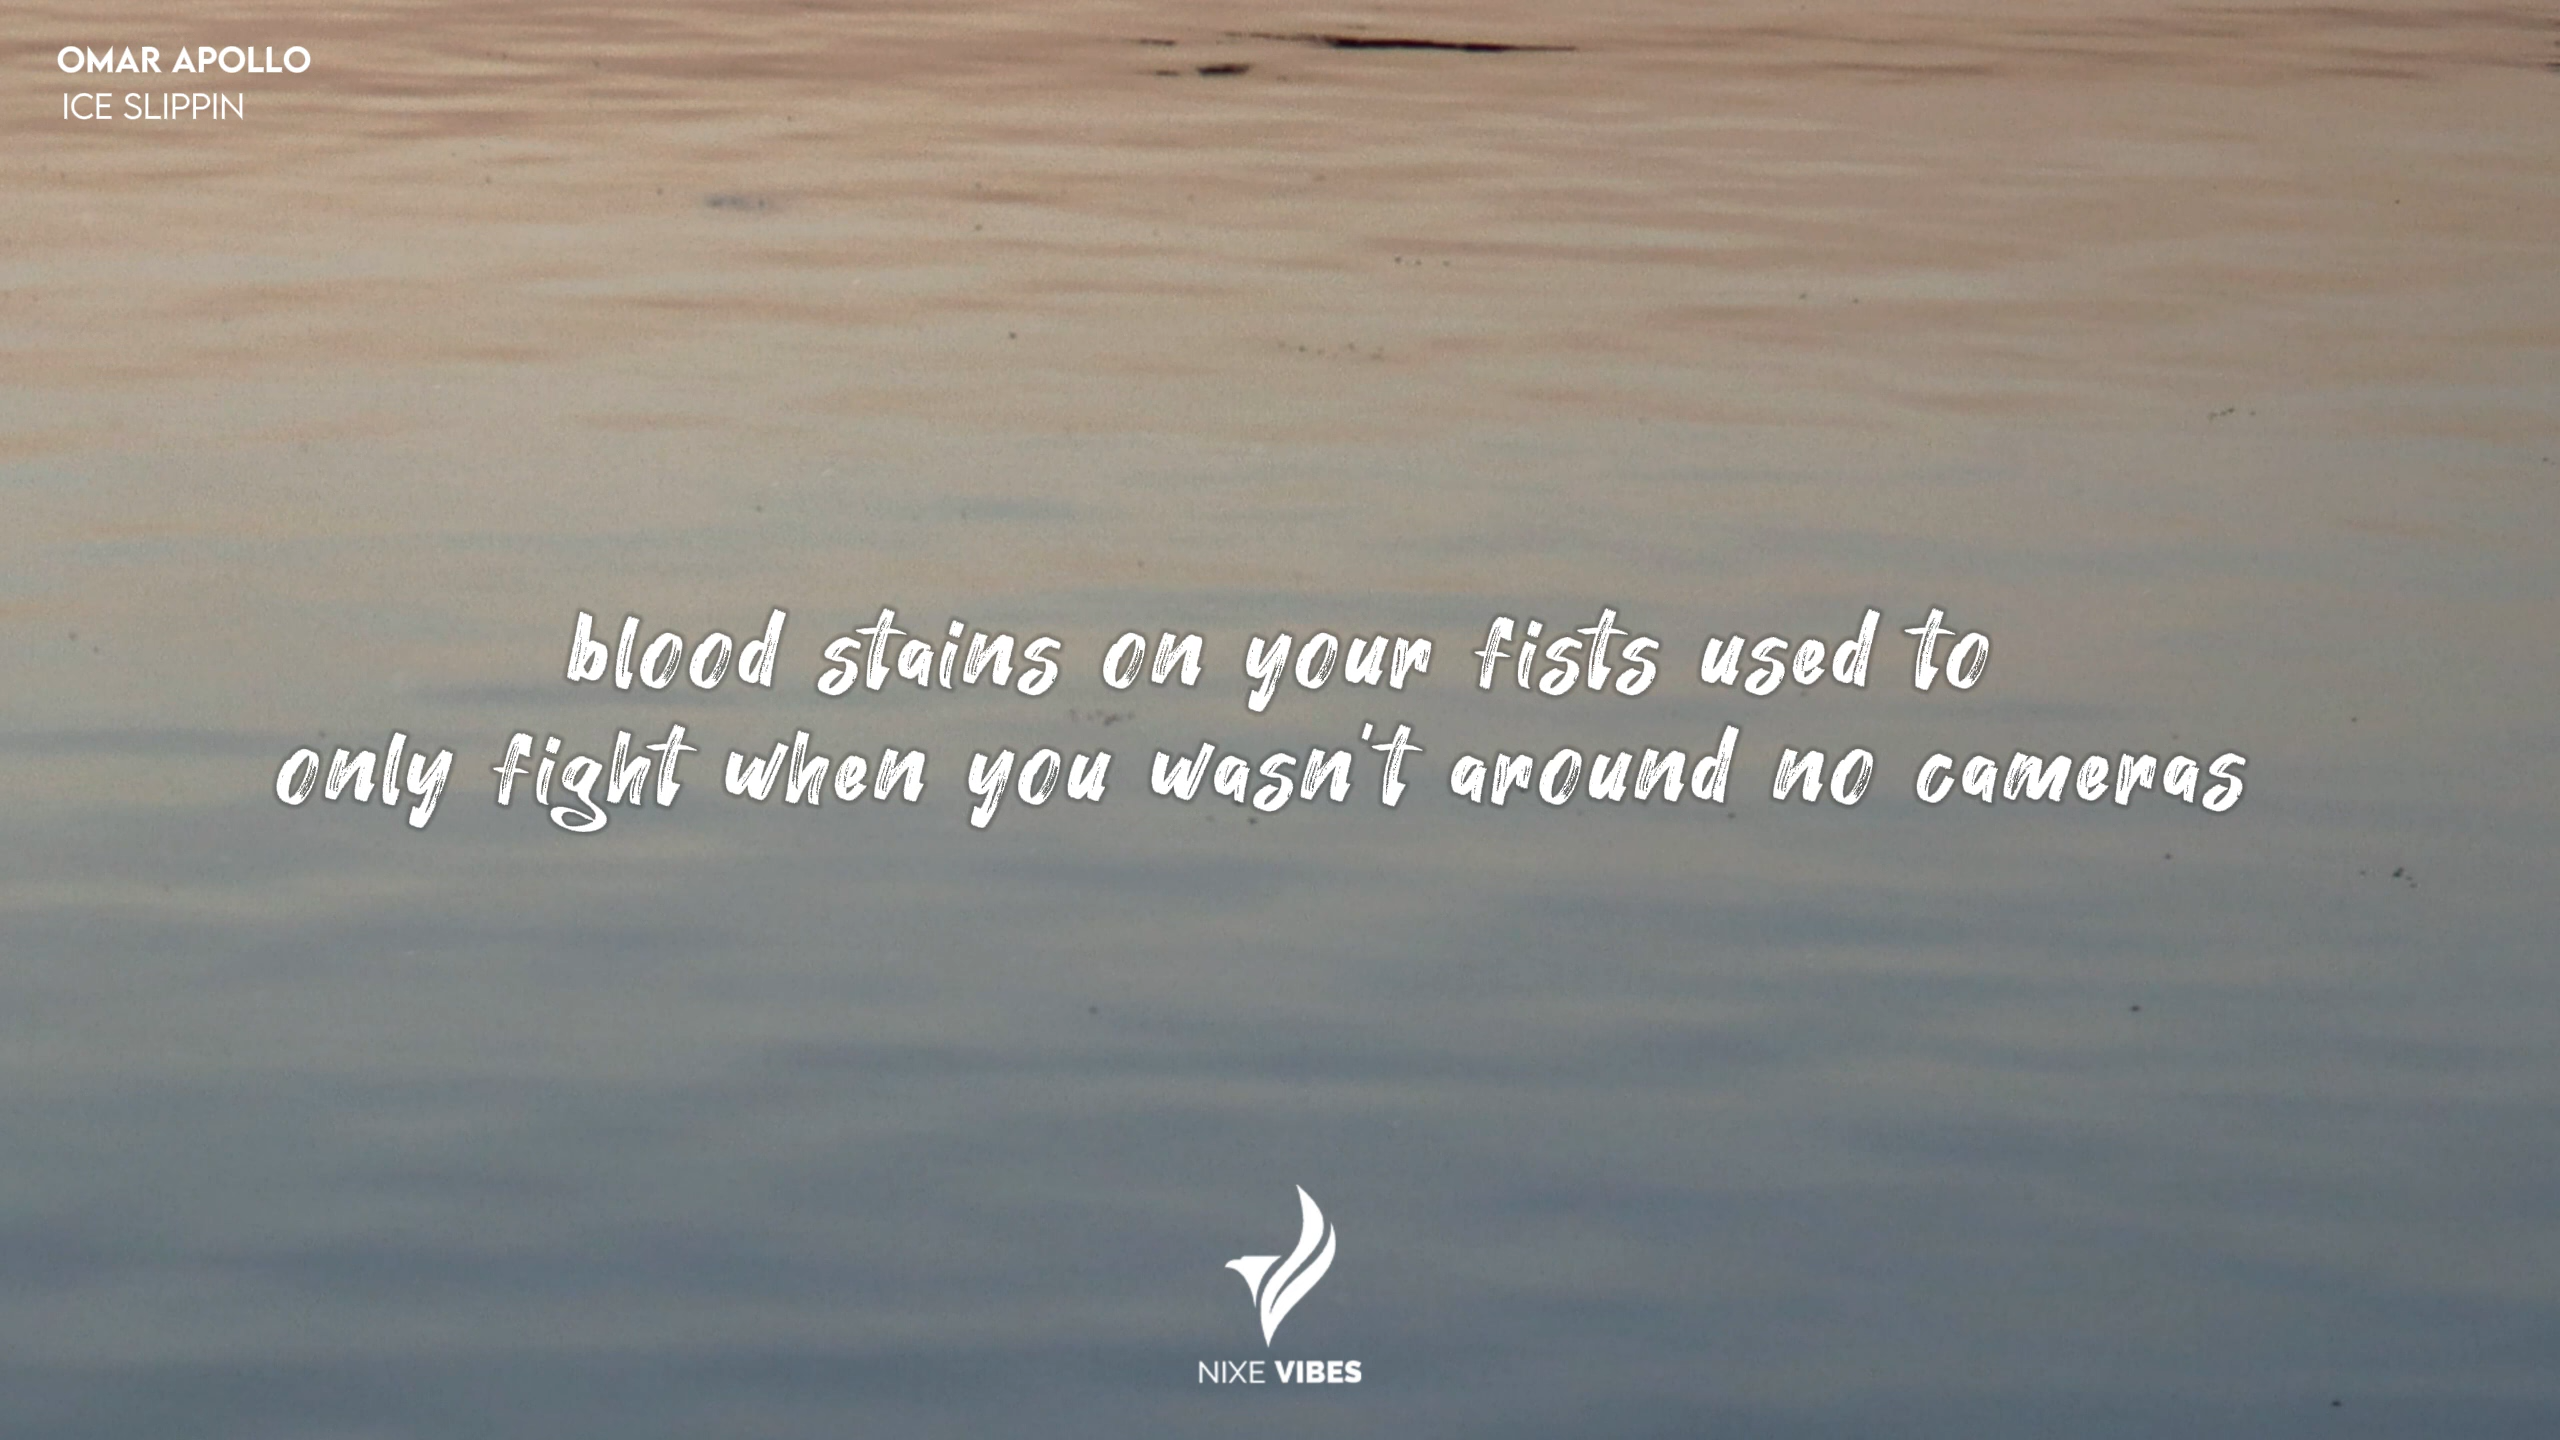 OMAR APOLLO
ICE SLIPPIN
blood stains on your fists used to
only fight when you wasn't around no cameras
NIXE VIBES